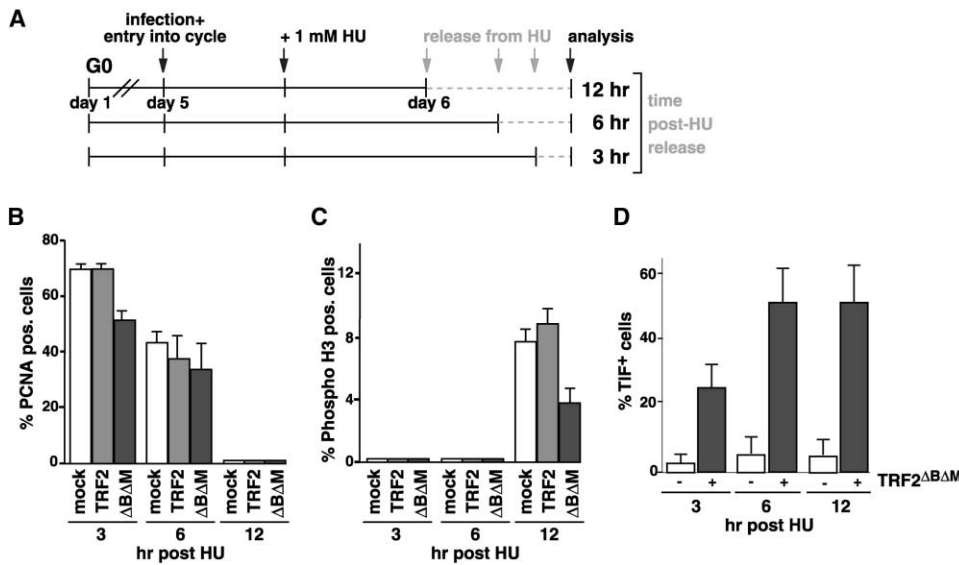 A
infection+
entry into cycle
+ 1 mM HU
release from HU
analysis
G0
day 1
day 5
day 6
12 hr
6 hr
3 hr
time
post-HU
release
B
% PCNA pos. cells
80
60
40
20
0
mock
TRF2
ΔBΔM
mock
TRF2
ΔBΔM
mock
TRF2
ΔBΔM
3 6 12
hr post HU
C
% Phospho H3 pos. cells
12
8
4
0
mock
TRF2
ΔBΔM
mock
TRF2
ΔBΔM
mock
TRF2
ΔBΔM
3 6 12
hr post HU
D
% TIF+ cells
60
40
20
0
- + - + - + TRF2ΔBΔM
3 6 12
hr post HU